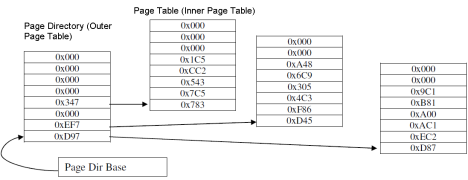 Page Table (Inner Page Table)
Page Directory (Outer
Page Table)
0x000
0x000
0x000
0x000
0x347
0x000
0xEF7
0xD97
0x000
0x000
0x000
0x1C5
0xCC2
0x543
0x7C5
0x783
0x000
0x000
0xA48
0x6C9
0x305
0x4C3
0xF86
0xD45
0x000
0x000
0x9C1
0xB81
0xA00
0xAC1
0xEC2
0xD87
Page Dir Base